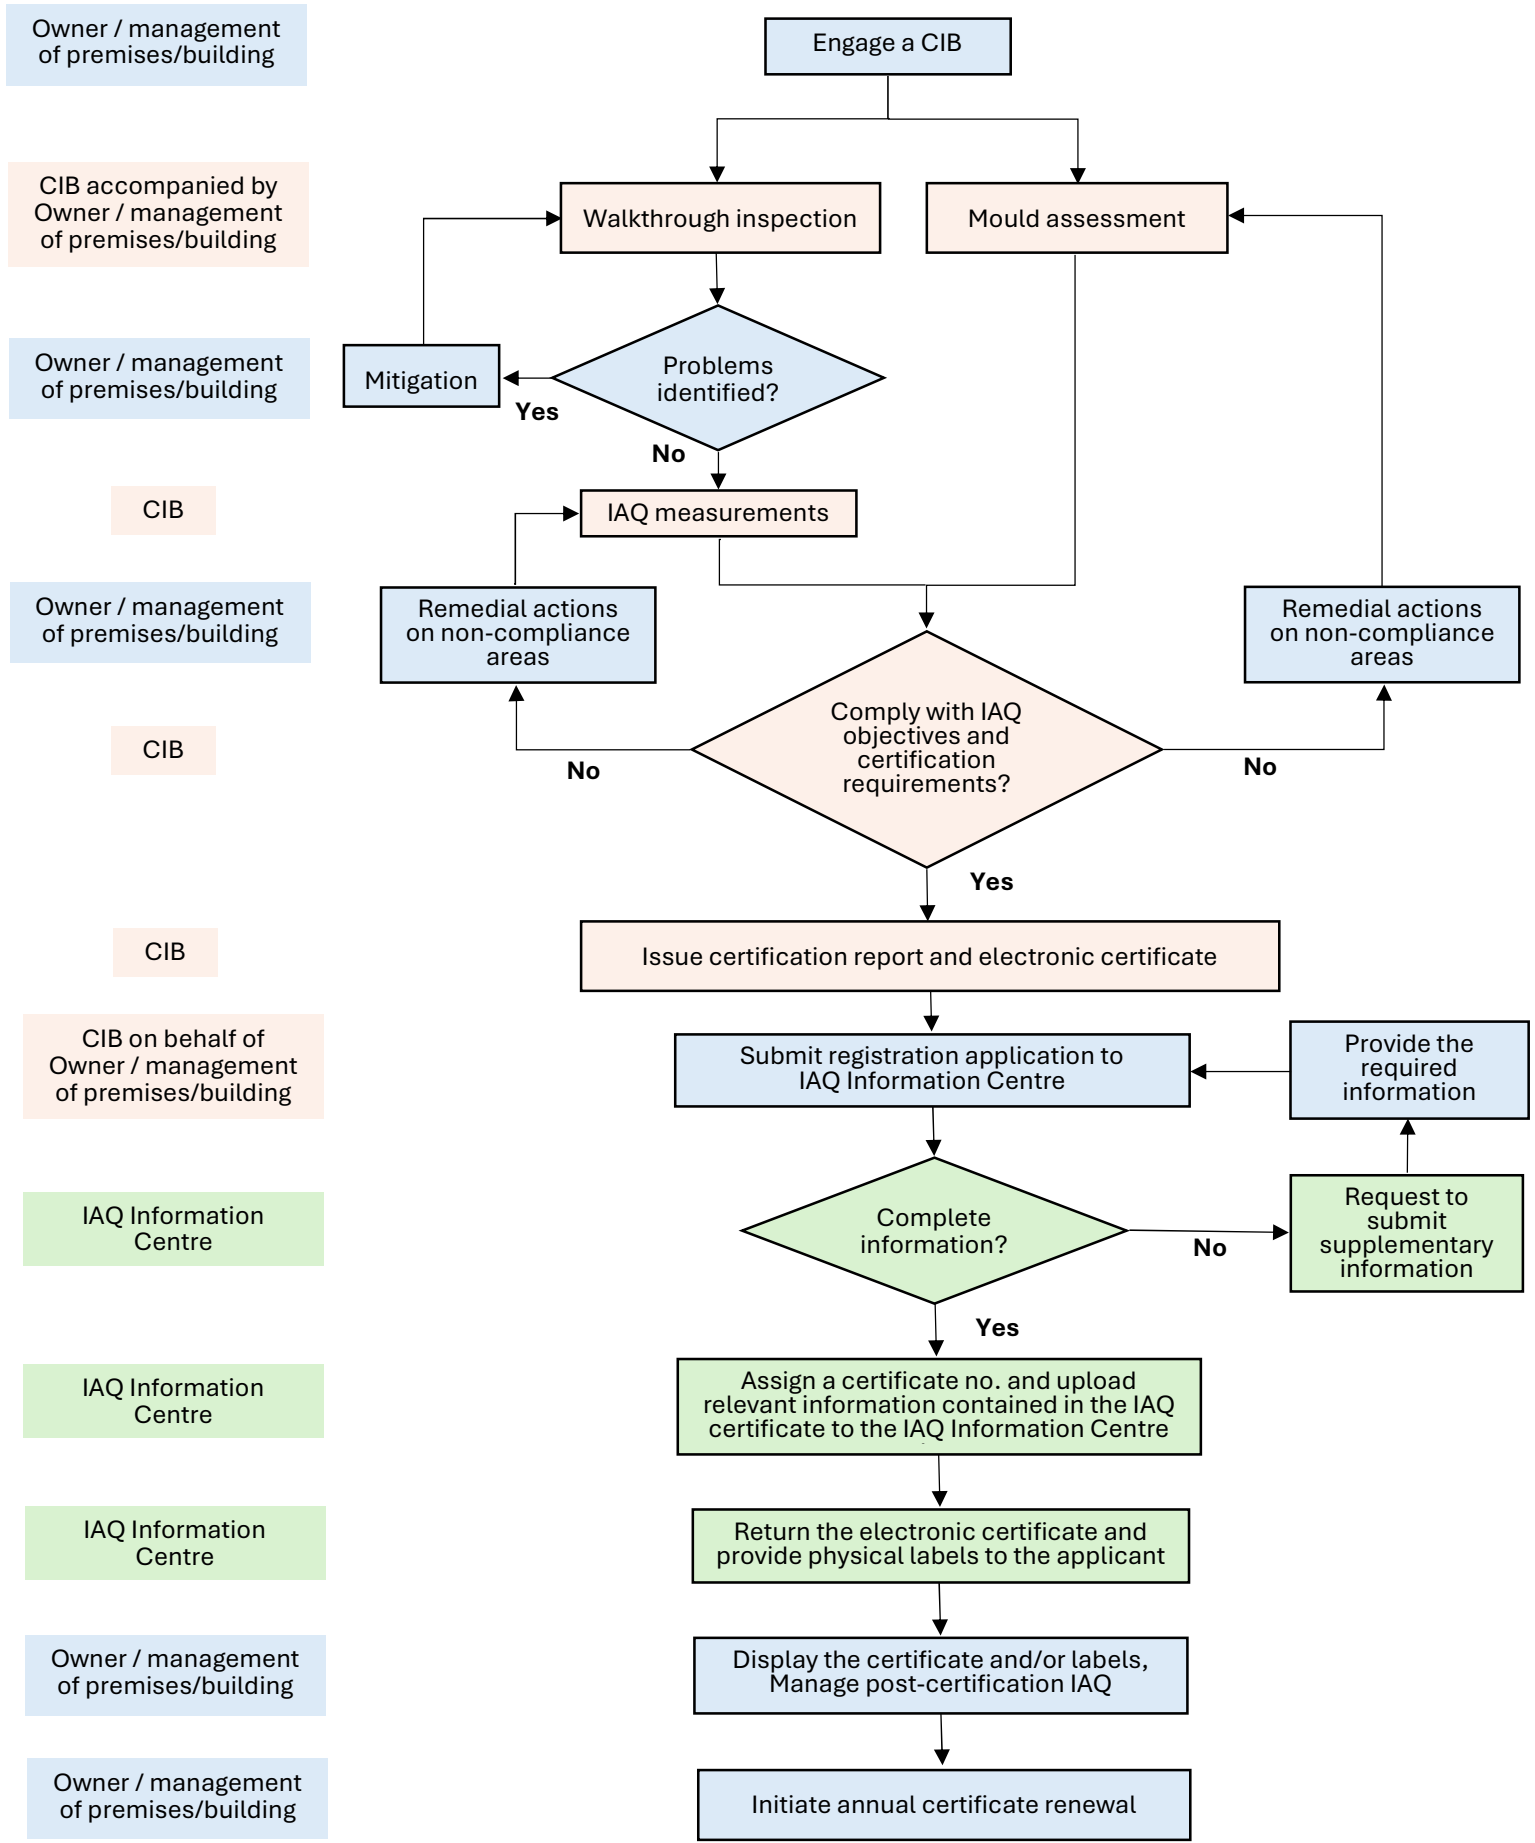 Owner / management
of premises/building
Engage a CIB
CIB accompanied by
Owner / management
of premises/building
Walkthrough inspection
Mould assessment
Owner / management
of premises/building
Mitigation
Yes
Problems
identified?
No
CIB
IAQ measurements
Owner / management
of premises/building
Remedial actions
on non-compliance
areas
Remedial actions
on non-compliance
areas
CIB
No
Comply with IAQ
objectives and
certification
requirements?
No
Yes
CIB
Issue certification report and electronic certificate
CIB on behalf of
Owner / management
of premises/building
Submit registration application to
IAQ Information Centre
Provide the
required
information
IAQ Information
Centre
Complete
information?
No
Request to
submit
supplementary
information
Yes
IAQ Information
Centre
Assign a certificate no. and upload
relevant information contained in the IAQ
certificate to the IAQ Information Centre
IAQ Information
Centre
Return the electronic certificate and
provide physical labels to the applicant
Owner / management
of premises/building
Display the certificate and/or labels,
Manage post-certification IAQ
Owner / management
of premises/building
Initiate annual certificate renewal